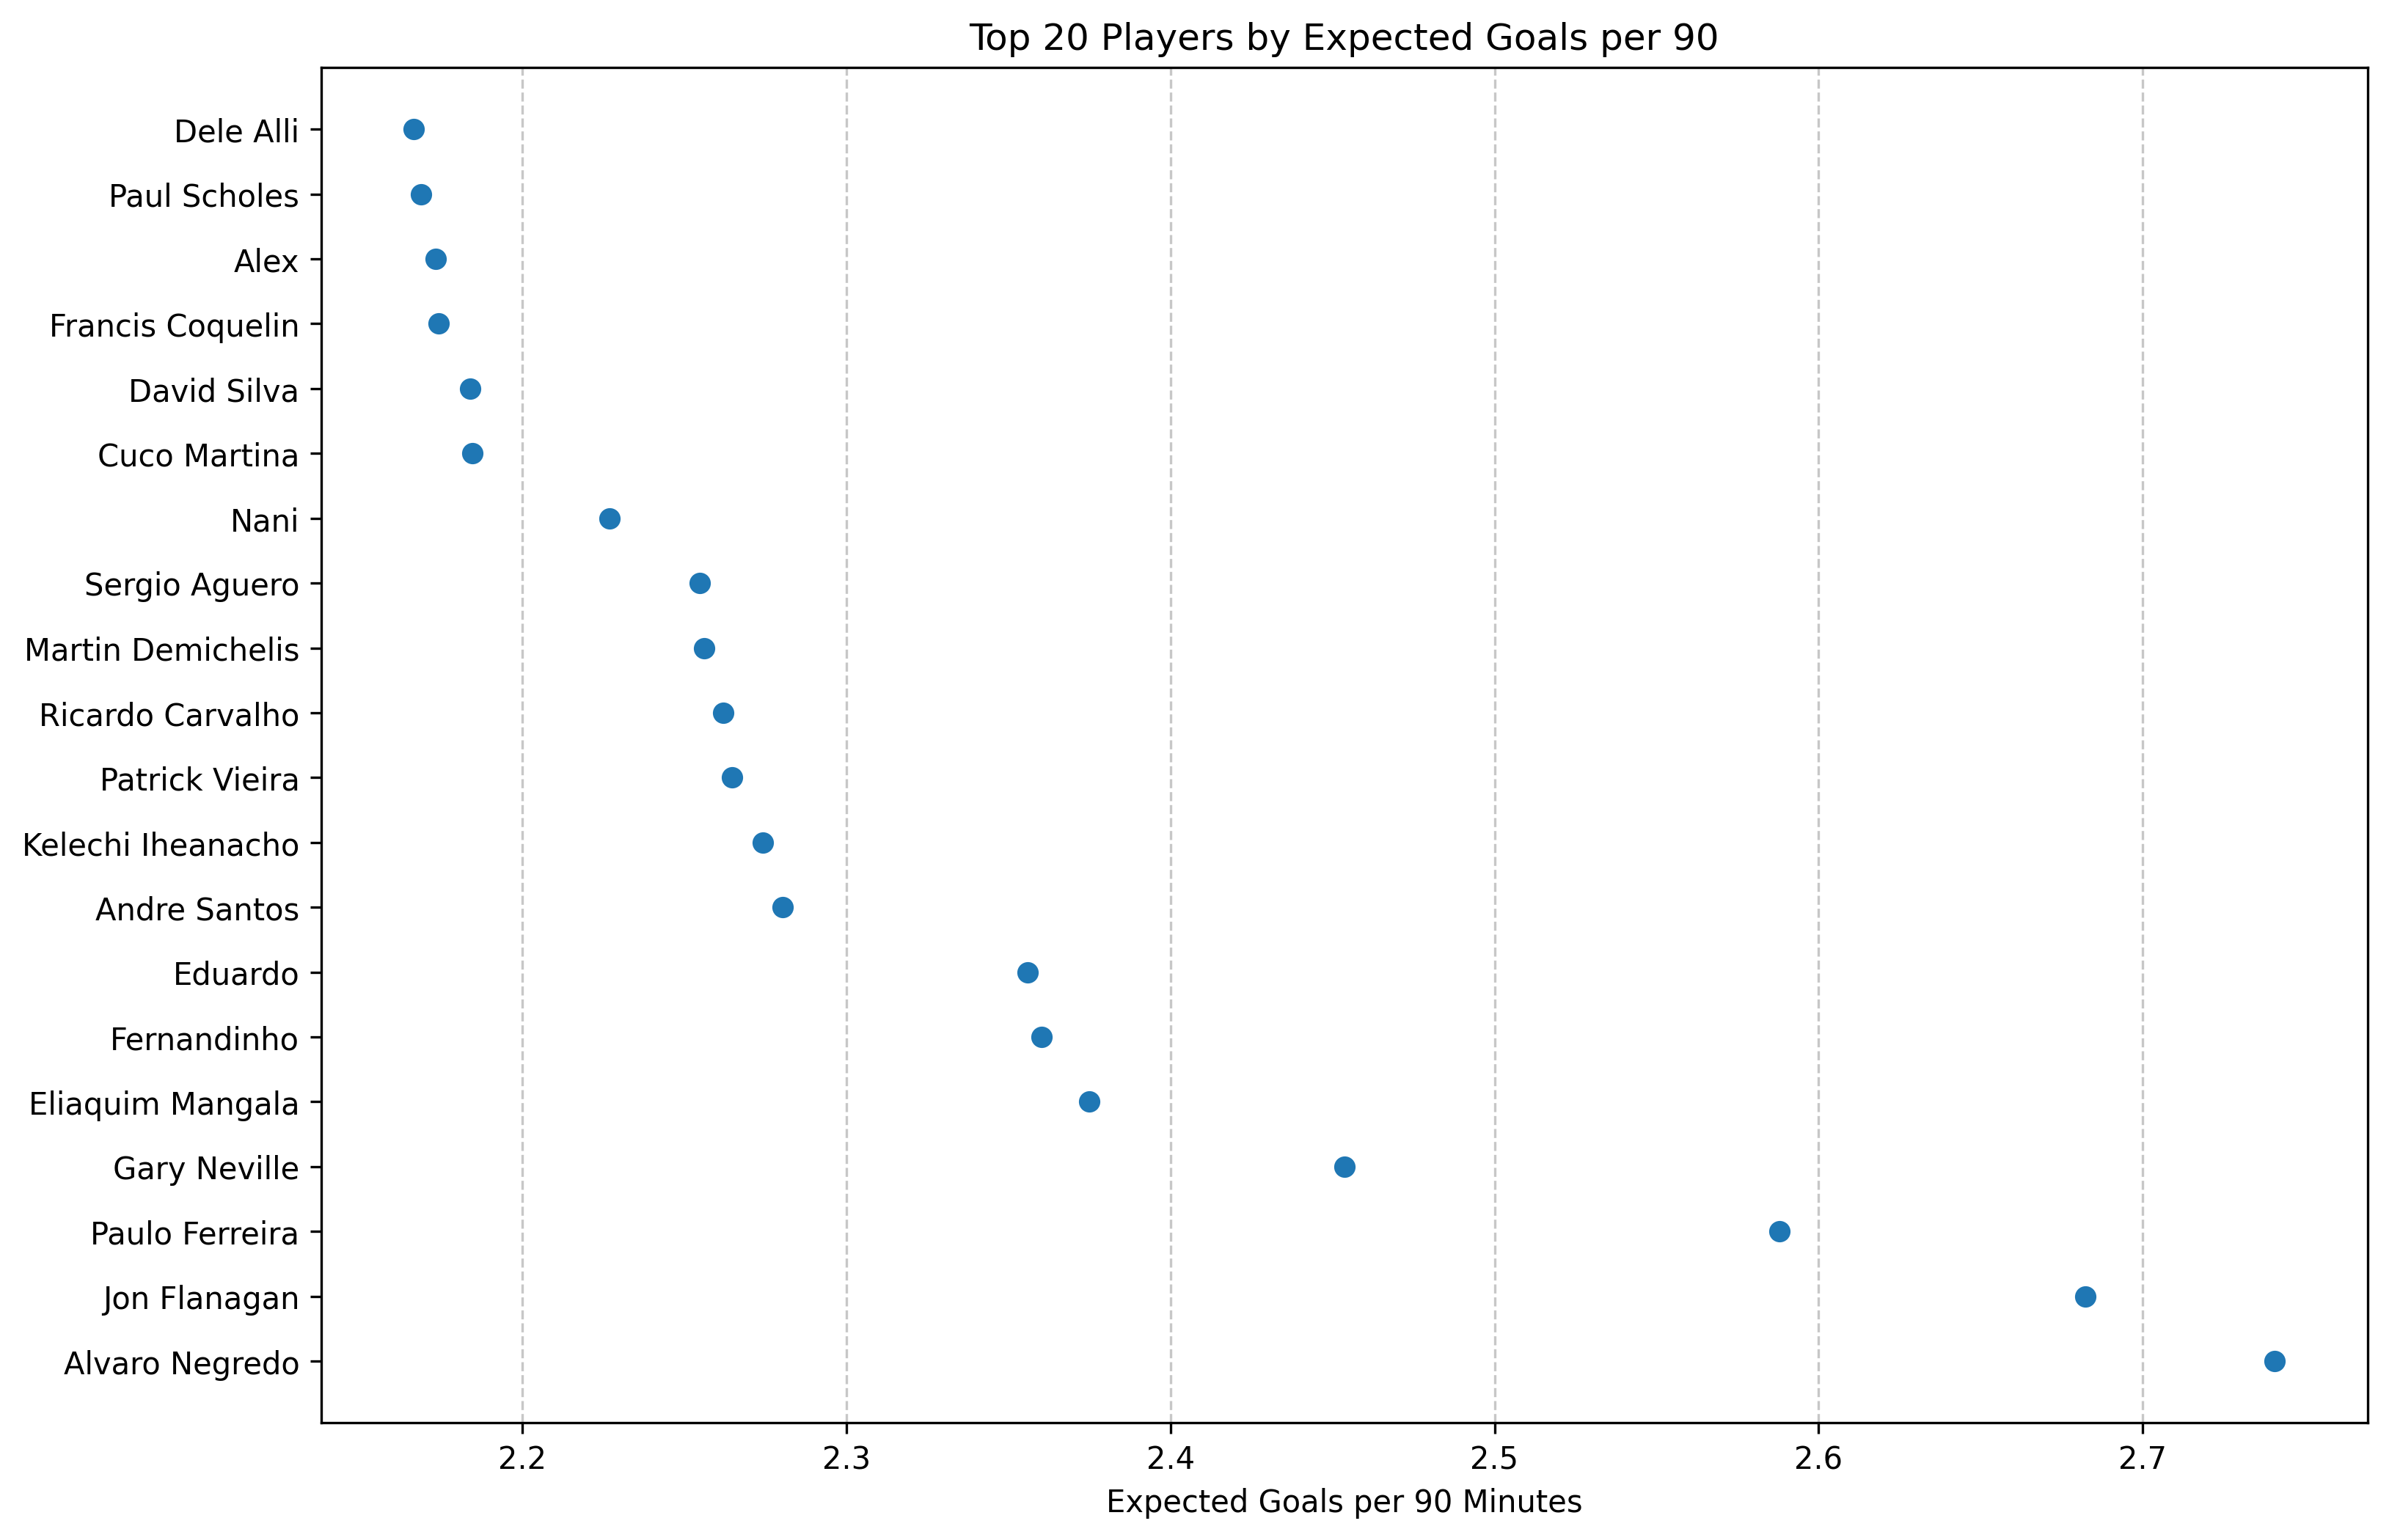 Top 20 Players by Expected Goals per 90
Dele Alli
Paul Scholes
Alex
Francis Coquelin
David Silva
Cuco Martina
Nani
Sergio Aguero
Martin Demichelis
Ricardo Carvalho
Patrick Vieira
Kelechi Iheanacho
Andre Santos
Eduardo
Fernandinho
Eliaquim Mangala
Gary Neville
Paulo Ferreira
Jon Flanagan
Alvaro Negredo
2.2 2.3 2.4 2.5 2.6 2.7
Expected Goals per 90 Minutes